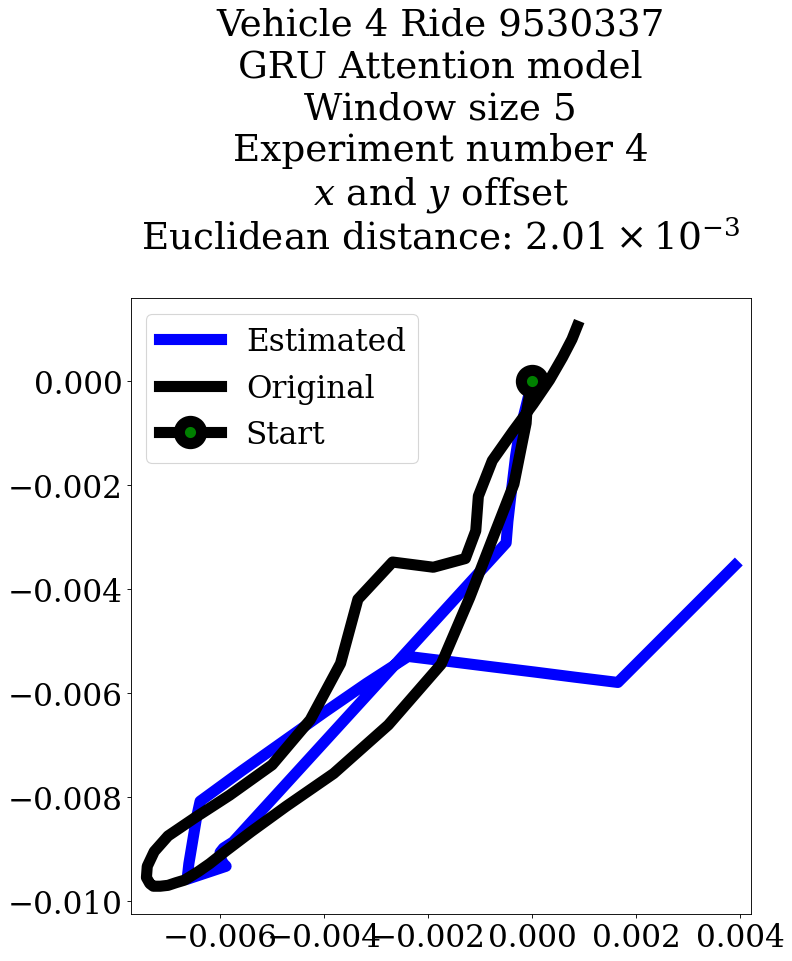 Vehicle 4 Ride 9530337
GRU Attention model
Window size 5
Experiment number 4
x and y offset
Euclidean distance: 2.01 × 10⁻³
Estimated
Original
Start
0.000
−0.002
−0.004
−0.006
−0.008
−0.010
−0.006 −0.004 −0.002 0.000 0.002 0.004